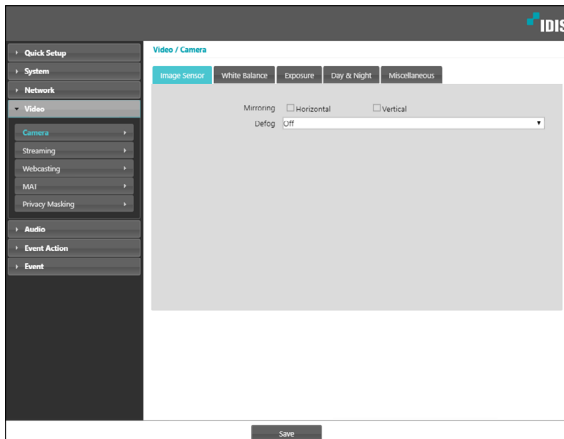 IDIS
Quick Setup
System
Network
Video
Camera
Streaming
Webcasting
MAT
Privacy Masking
Audio
Event Action
Event
Video / Camera
Image Sensor White Balance Exposure Day & Night Miscellaneous
Mirroring Horizontal Vertical
Defog Off
Save